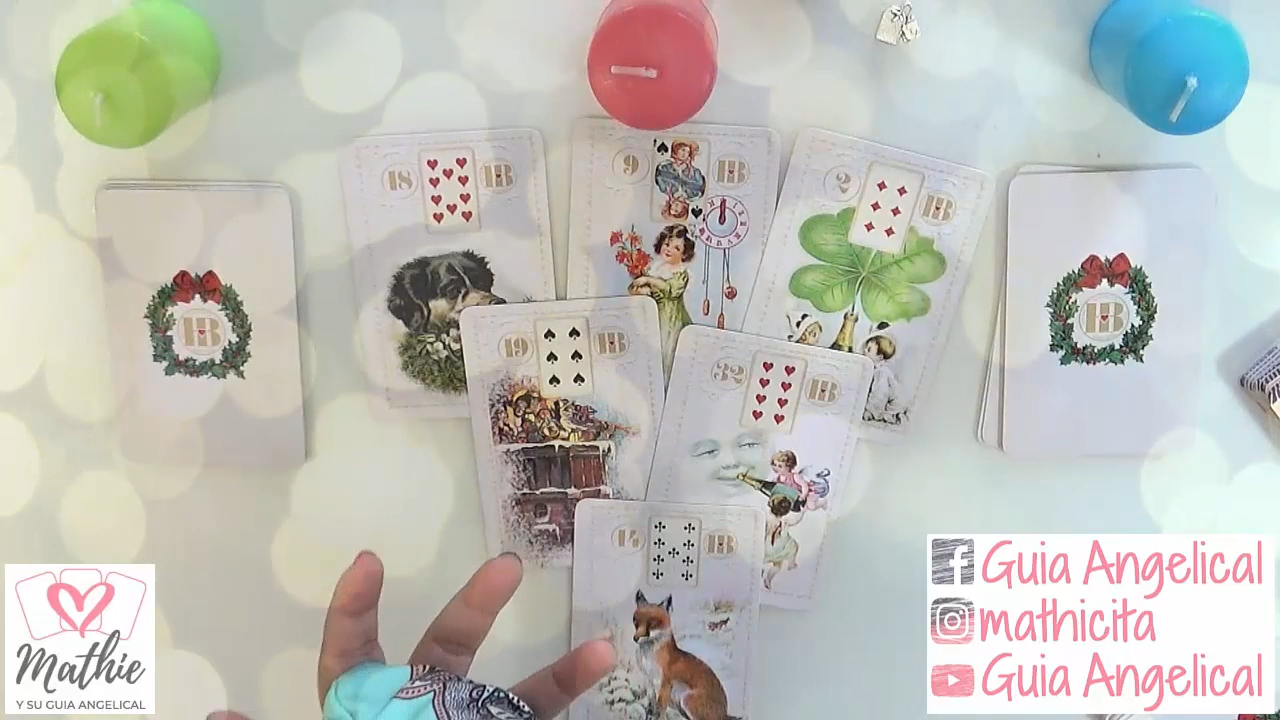 18
9
2
19
32
14
Mathie
Y SU GUIA ANGELICAL
Guia Angelical
mathicita
Guia Angelical